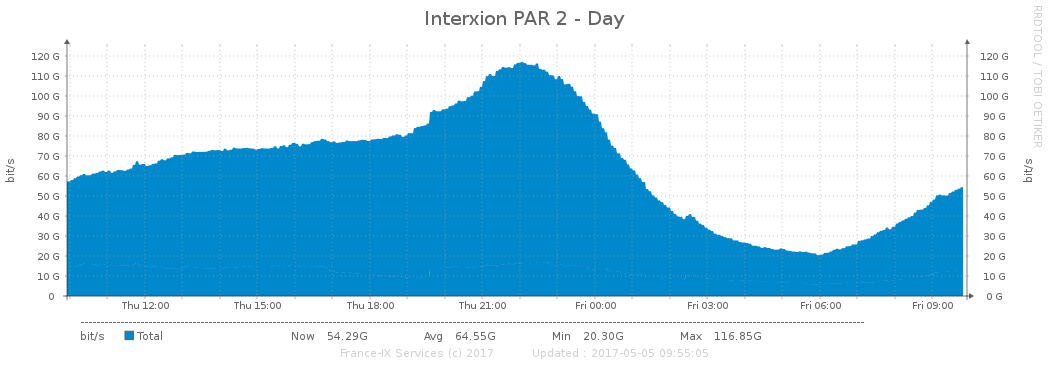 Interxion PAR 2 - Day
RRDTOOL / TOBI OETIKER
bit/s
120 G
110 G
100 G
90 G
80 G
70 G
60 G
50 G
40 G
30 G
20 G
10 G
0
120 G
110 G
100 G
90 G
80 G
70 G
60 G
50 G
40 G
30 G
20 G
10 G
0 G
bit/s
Thu 12:00 Thu 15:00 Thu 18:00 Thu 21:00 Fri 00:00 Fri 03:00 Fri 06:00 Fri 09:00
bit/s Total Now 54.29G Avg 64.55G Min 20.30G Max 116.85G
France-IX Services (c) 2017 Updated : 2017-05-05 09:55:05